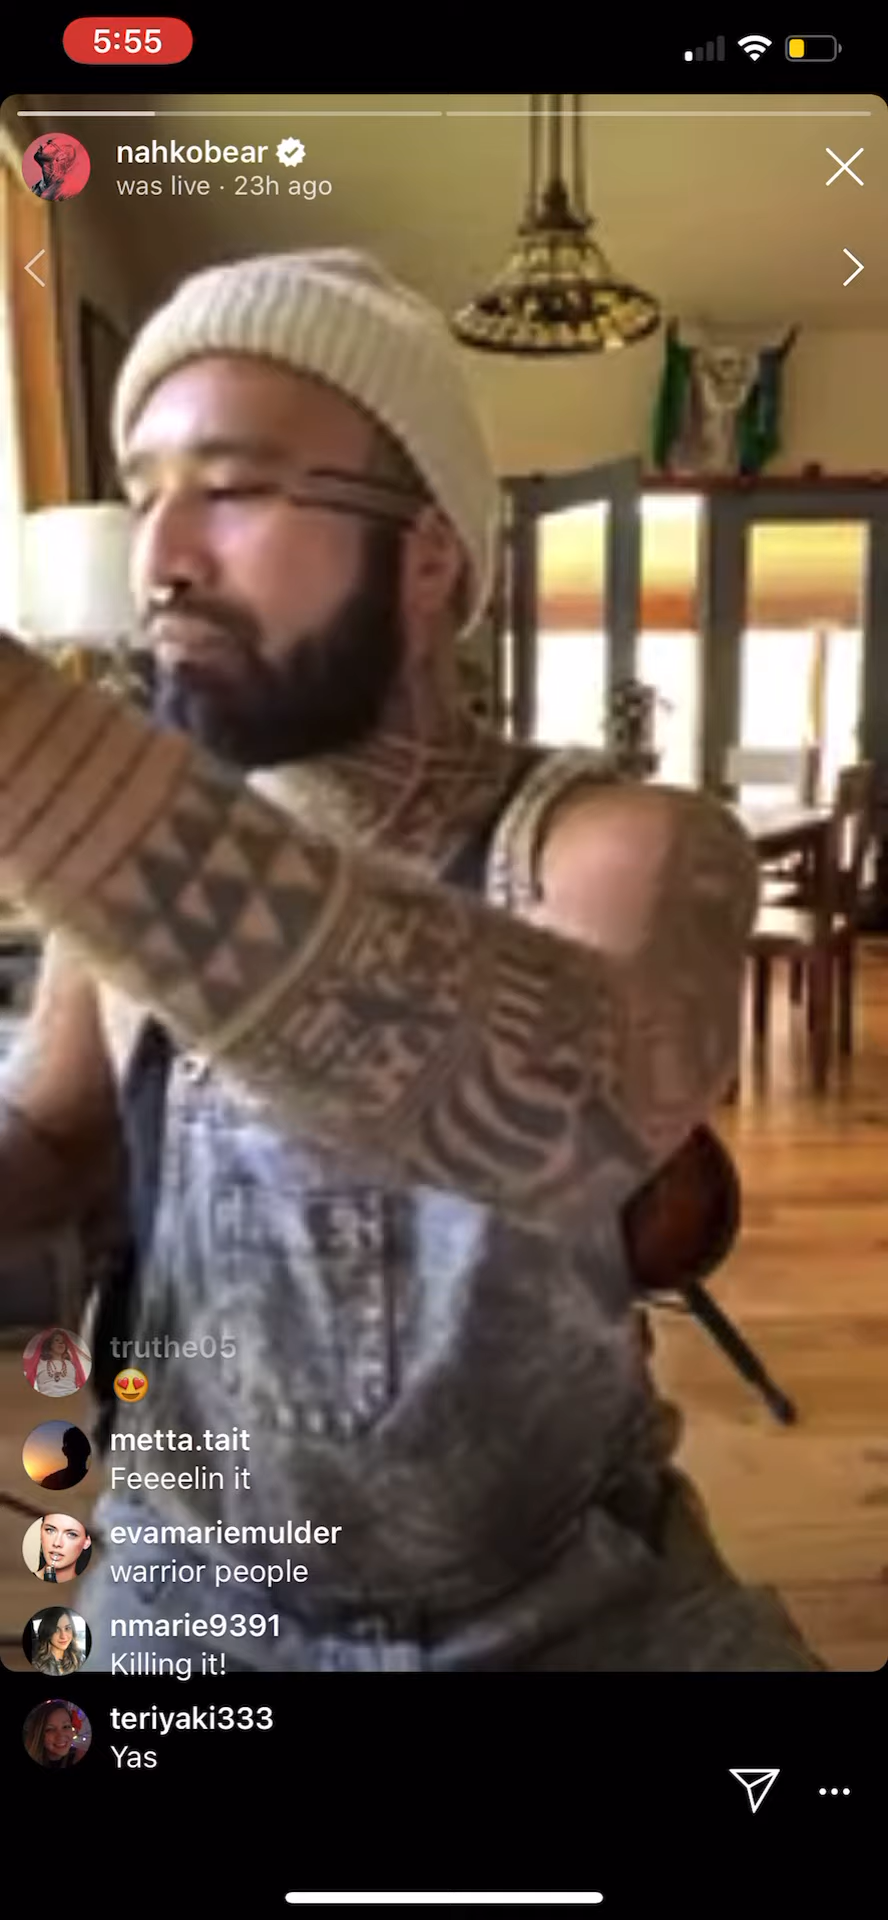 5:55
nahkobear
was live · 23h ago
truthe05
😍
metta.tait
Feeeelin it
evamariemulder
warrior people
nmarie9391
Killing it!
teriyaki333
Yas